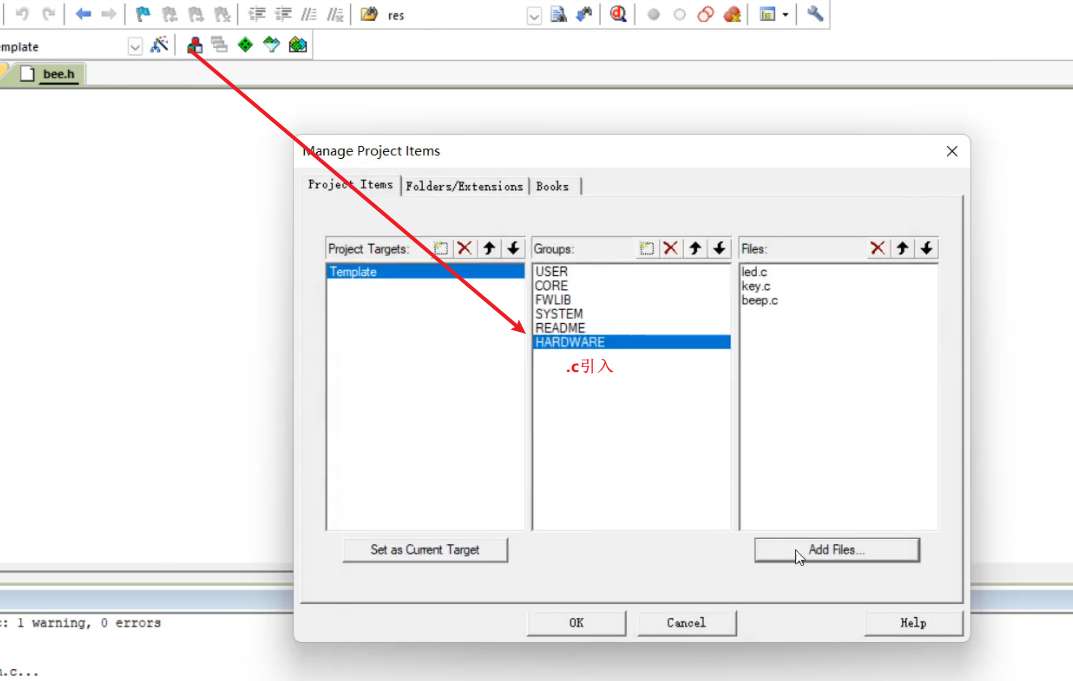 res
mplate
bee.h
Manage Project Items
Project Items Folders/Extensions Books
Project Targets: Groups: Files:
Template
USER
CORE
FWLIB
SYSTEM
README
HARDWARE
led.c
key.c
beep.c
.c引入
Set as Current Target Add Files...
OK Cancel Help
: 1 warning, 0 errors
.c...